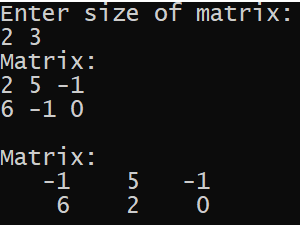 Enter size of matrix:
2 3
Matrix:
2 5 -1
6 -1 0

Matrix:
   -1    5   -1
    6    2    0